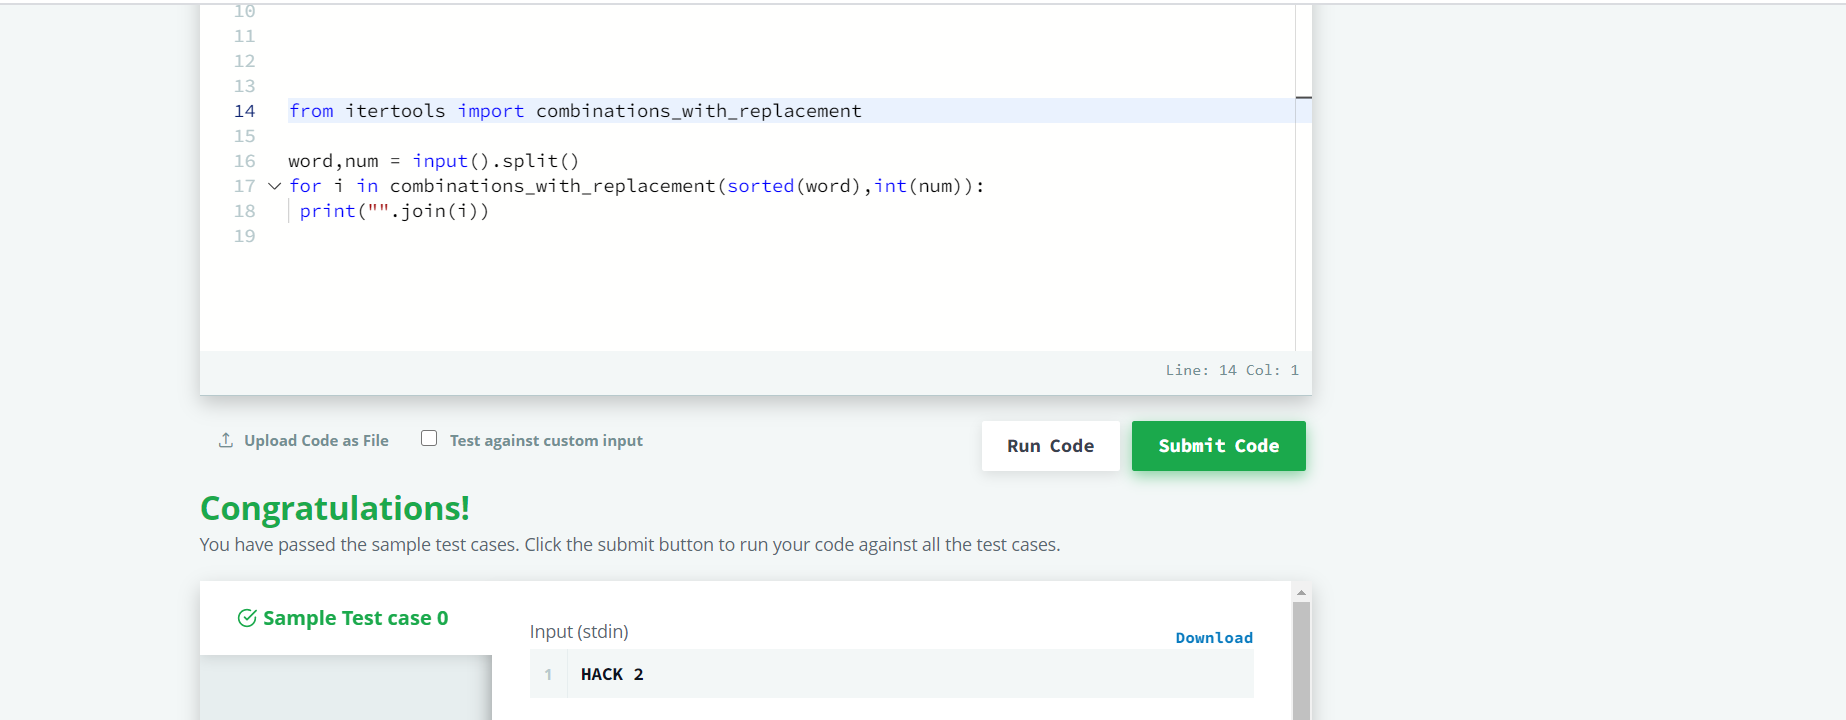 10
11
12
13
14 from itertools import combinations_with_replacement
15
16 word,num = input().split()
17 for i in combinations_with_replacement(sorted(word),int(num)):
18 print("".join(i))
19
Line: 14 Col: 1
Upload Code as File Test against custom input Run Code Submit Code
Congratulations!
You have passed the sample test cases. Click the submit button to run your code against all the test cases.
Sample Test case 0
Input (stdin) Download
1 HACK 2